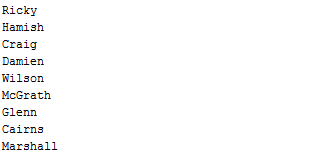 Ricky
Hamish
Craig
Damien
Wilson
McGrath
Glenn
Cairns
Marshall